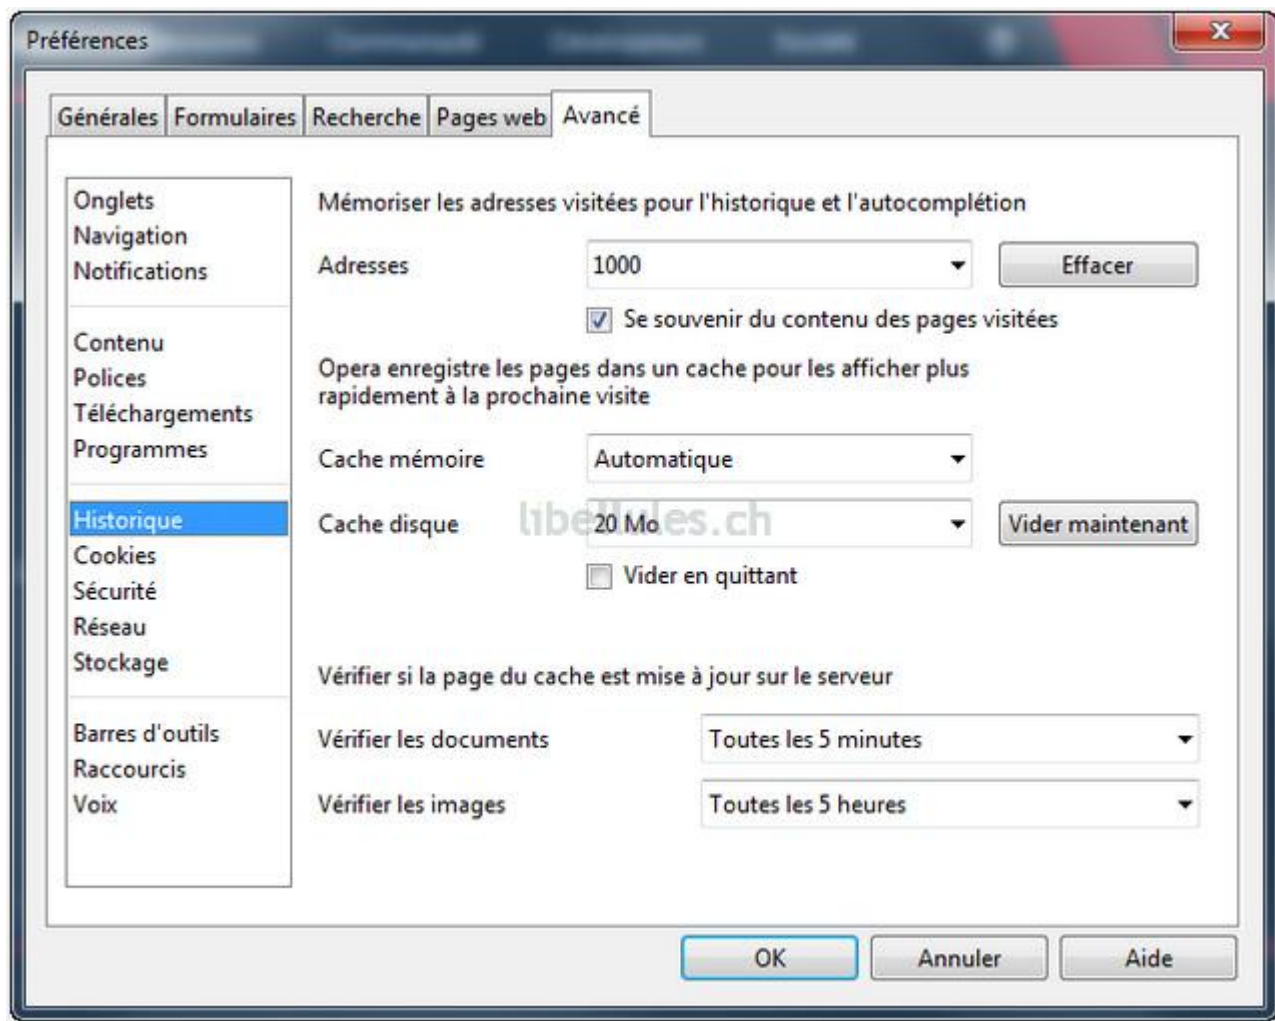 Préférences
Générales Formulaires Recherche Pages web Avancé
Onglets
Navigation
Notifications
Contenu
Polices
Téléchargements
Programmes
Historique
Cookies
Sécurité
Réseau
Stockage
Barres d'outils
Raccourcis
Voix
Mémoriser les adresses visitées pour l'historique et l'autocomplétion
Adresses 1000 Effacer
Se souvenir du contenu des pages visitées
Opera enregistre les pages dans un cache pour les afficher plus
rapidement à la prochaine visite
Cache mémoire Automatique
Cache disque 20 Mo Vider maintenant
libellules.ch
Vider en quittant
Vérifier si la page du cache est mise à jour sur le serveur
Vérifier les documents Toutes les 5 minutes
Vérifier les images Toutes les 5 heures
OK Annuler Aide